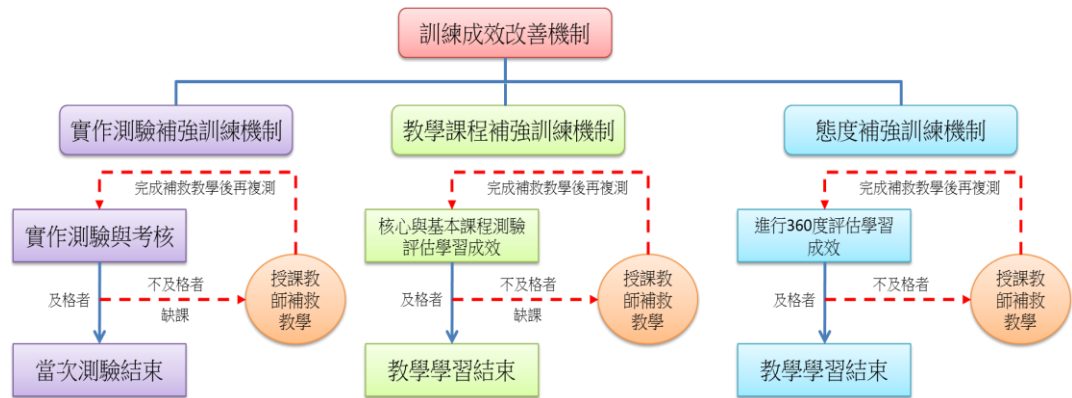 訓練成效改善機制
實作測驗補強訓練機制
教學課程補強訓練機制
態度補強訓練機制
完成補救教學後再複測
完成補救教學後再複測
完成補救教學後再複測
實作測驗與考核
核心與基本課程測驗
評估學習成效
進行360度評估學習
成效
及格者
不及格者
缺課
授課教
師補救
教學
及格者
不及格者
缺課
授課教
師補救
教學
及格者
不及格者
授課教
師補救
教學
當次測驗結束
教學學習結束
教學學習結束